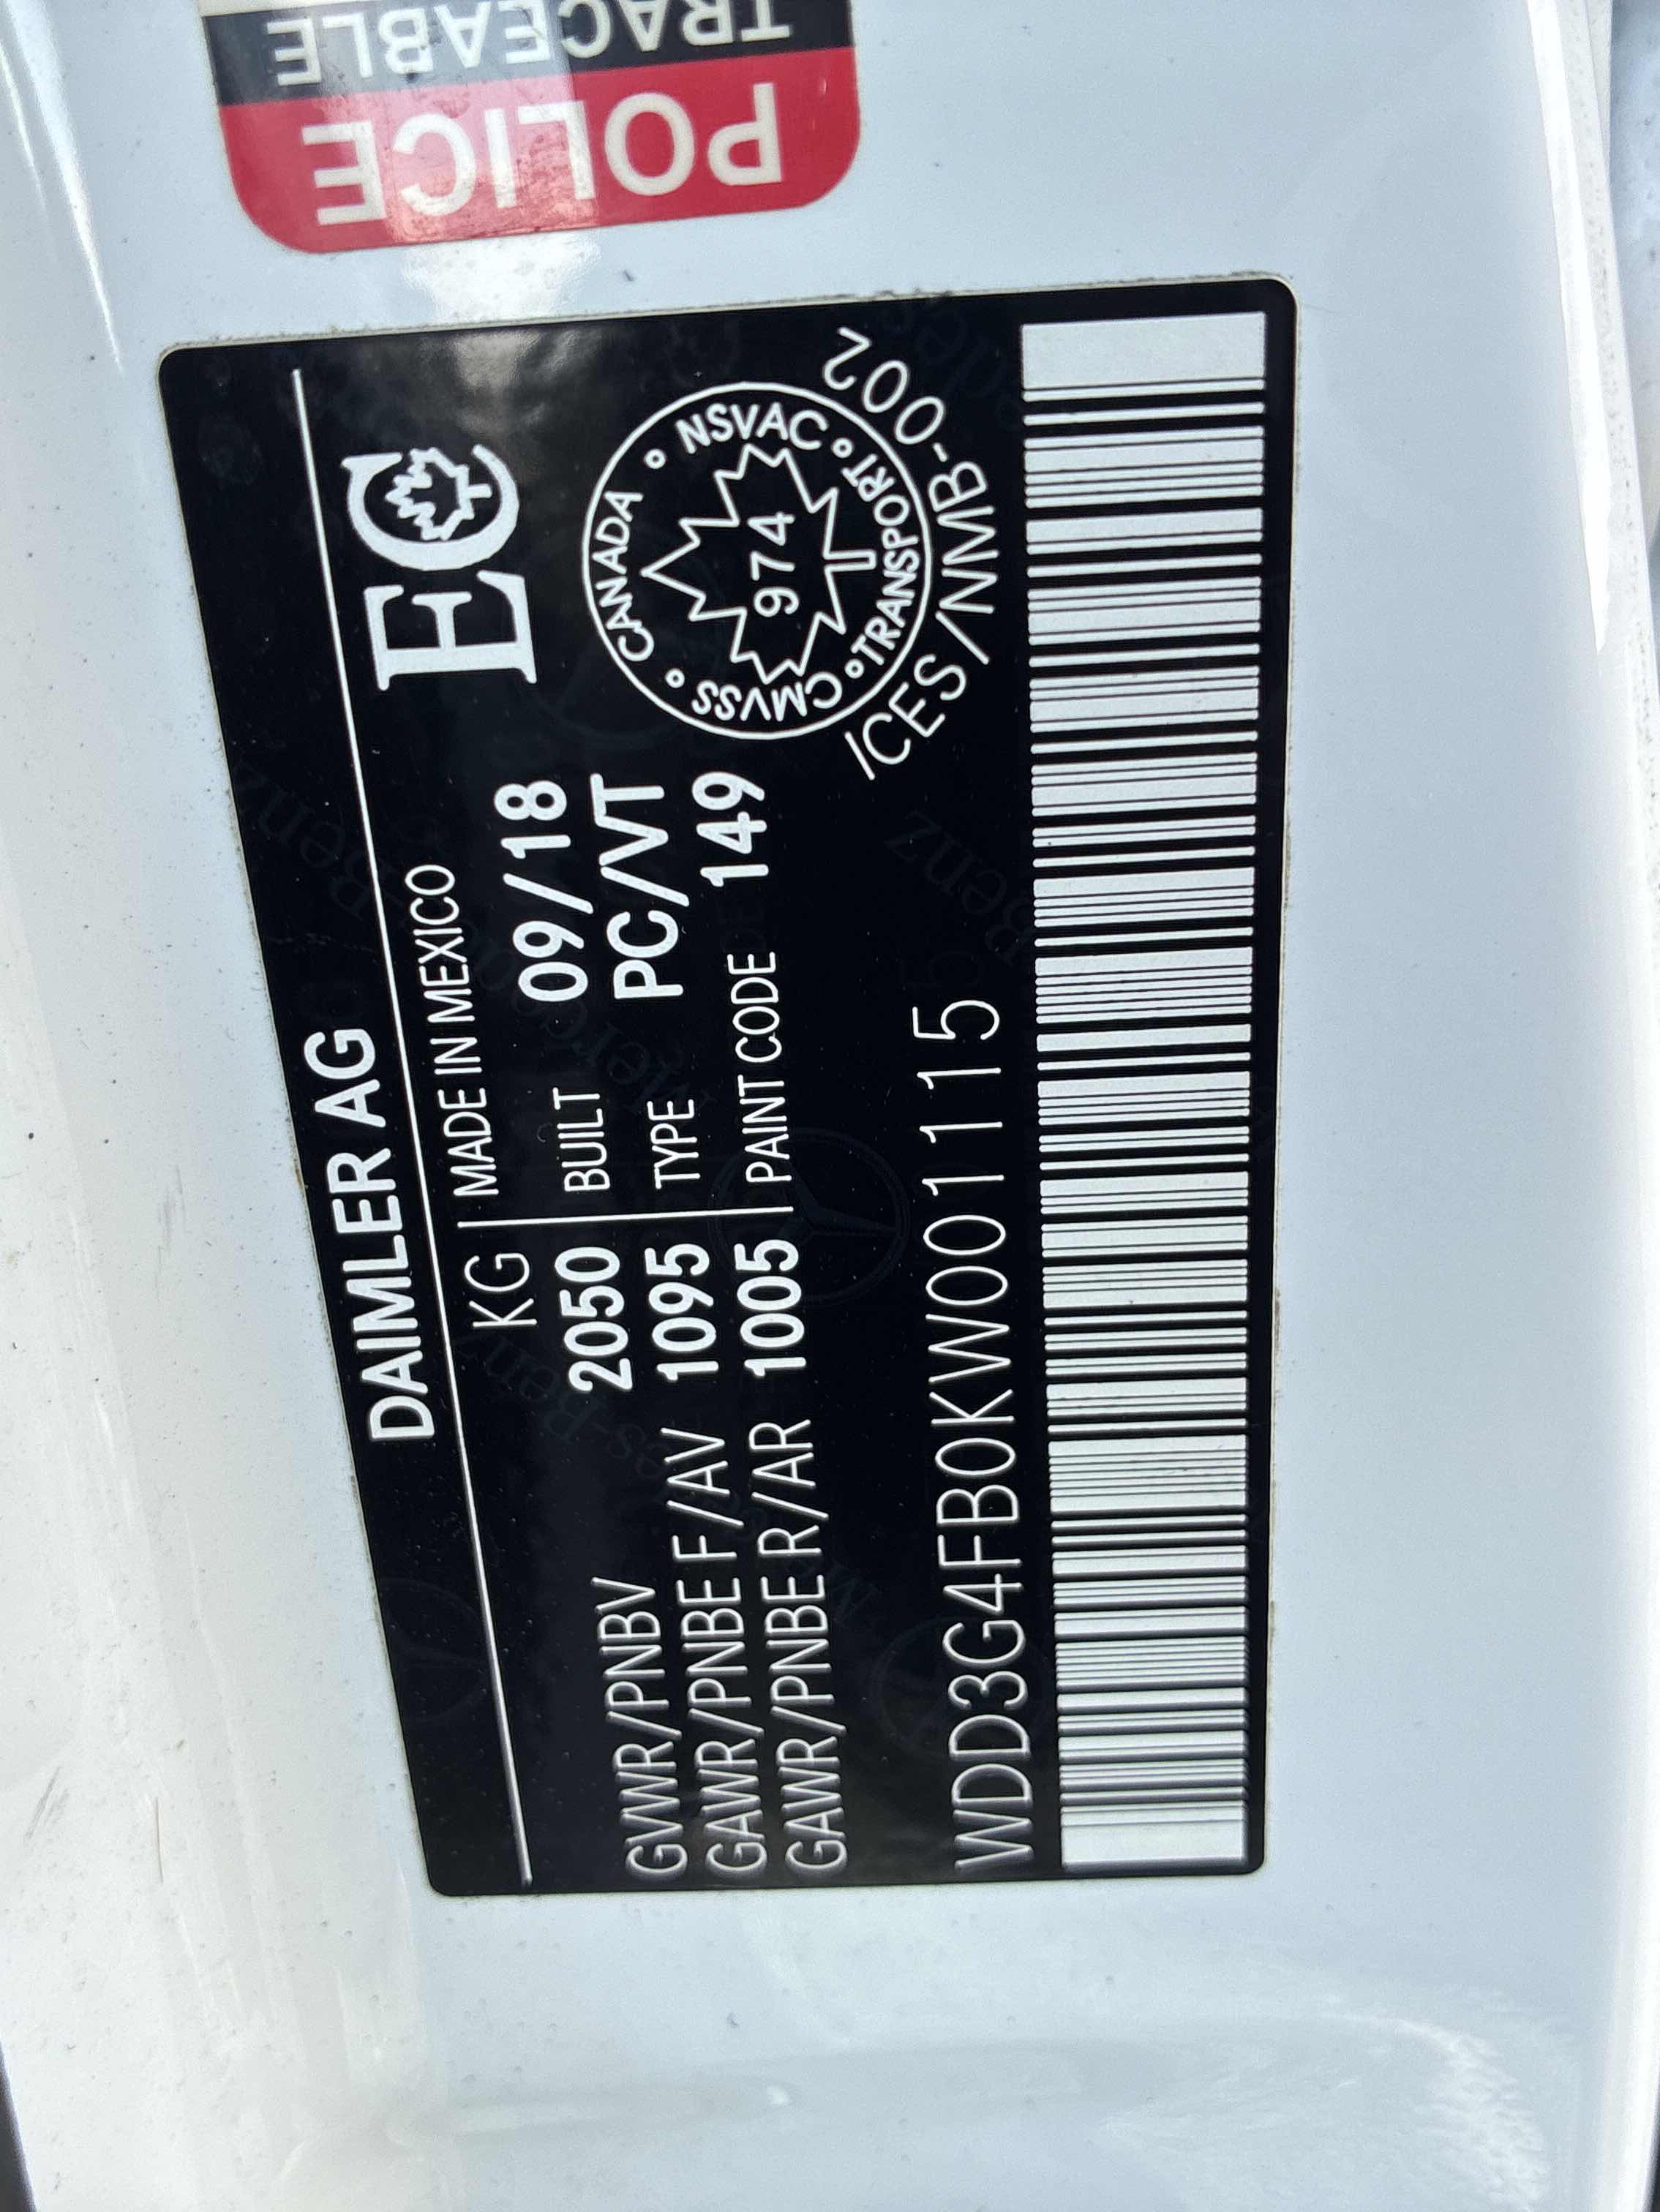 POLICE
TRACEABLE
DAIMLER AG
KG
MADE IN MEXICO
GVWR/PNBV 2050
BUILT 09/18
GAWR/PNBE F/AV 1095
TYPE PC/VT
GAWR/PNBE R/AR 1005
PAINT CODE 149
EC
CANADA • NSVAC • TRANSPORT • CMVSS •
974
ICES/NMB-002
WDD3G4FB0KW001115